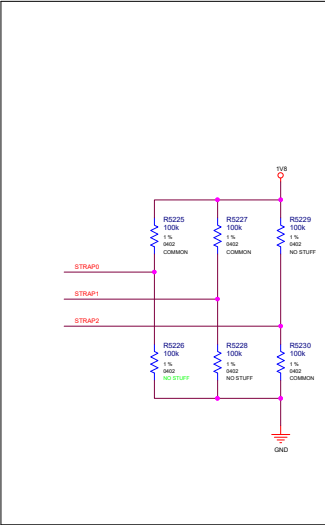 1V8
R5225
100k
1 %
0402
COMMON
R5227
100k
1 %
0402
COMMON
R5229
100k
1 %
0402
NO STUFF
STRAP0
STRAP1
STRAP2
R5226
100k
1 %
0402
NO STUFF
R5228
100k
1 %
0402
NO STUFF
R5230
100k
1 %
0402
COMMON
GND